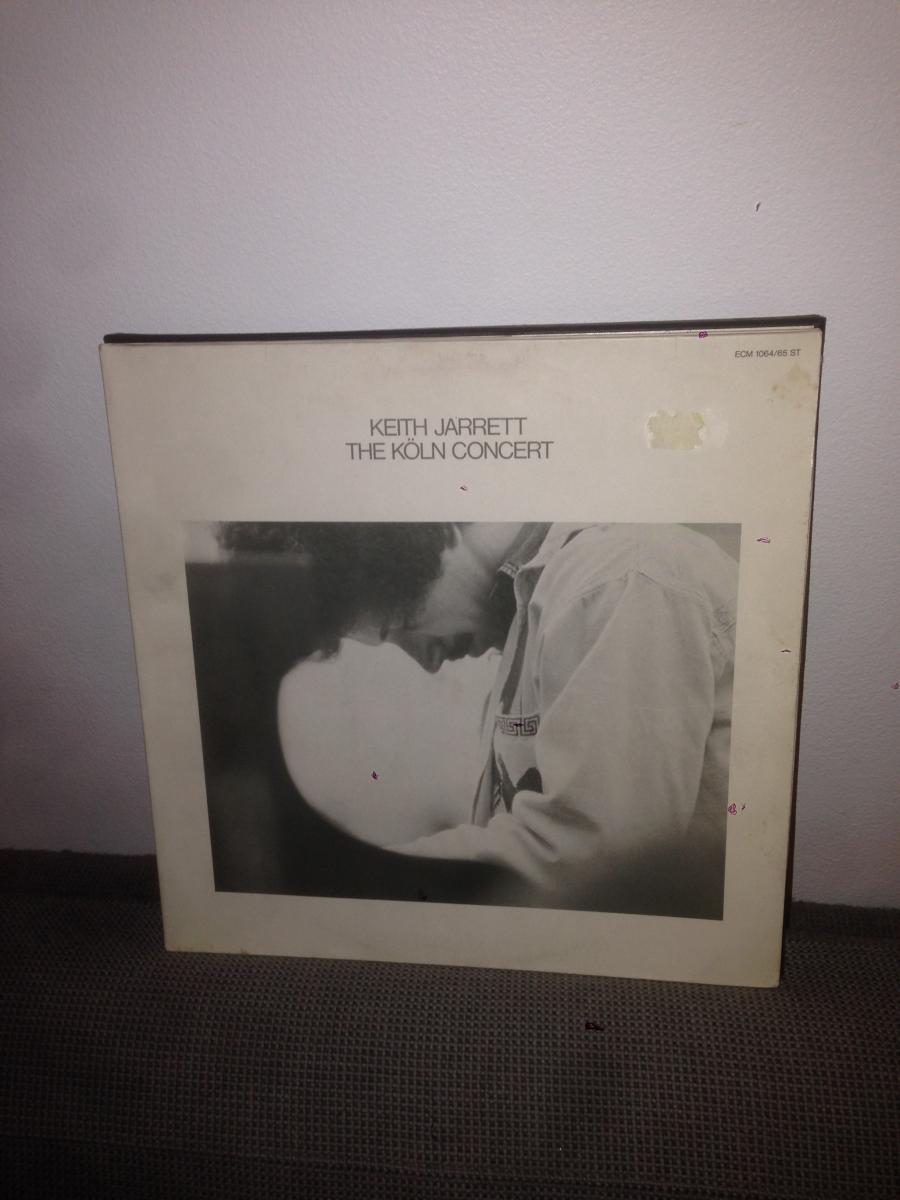 ECM 1064/65 ST
KEITH JARRETT
THE KÖLN CONCERT